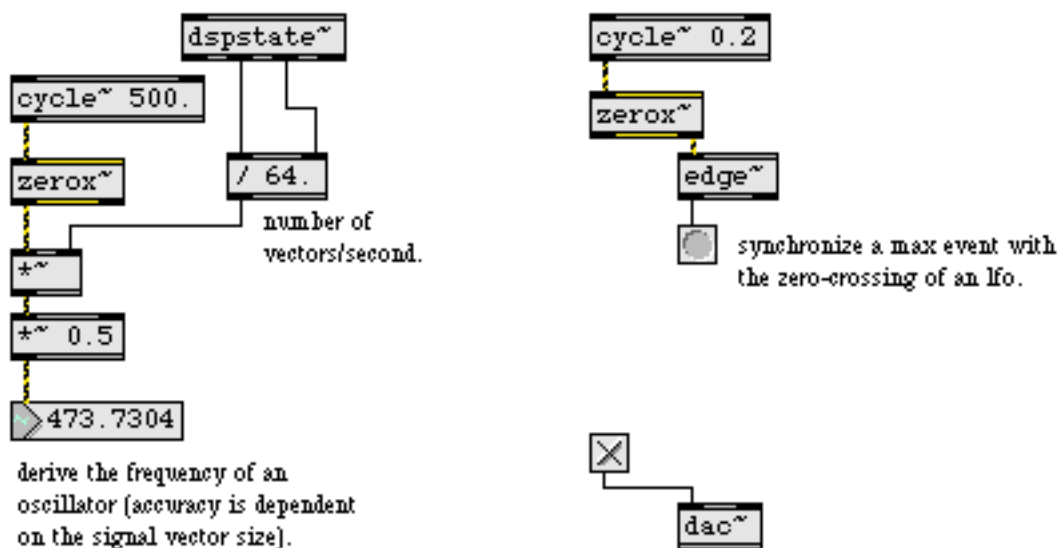 dspstate~
cycle~ 500.
zerox~
/ 64.
number of
vectors/second.
*~
*~ 0.5
473.7304
derive the frequency of an
oscillator (accuracy is dependent
on the signal vector size).
cycle~ 0.2
zerox~
edge~
synchronize a max event with
the zero-crossing of an lfo.
dac~